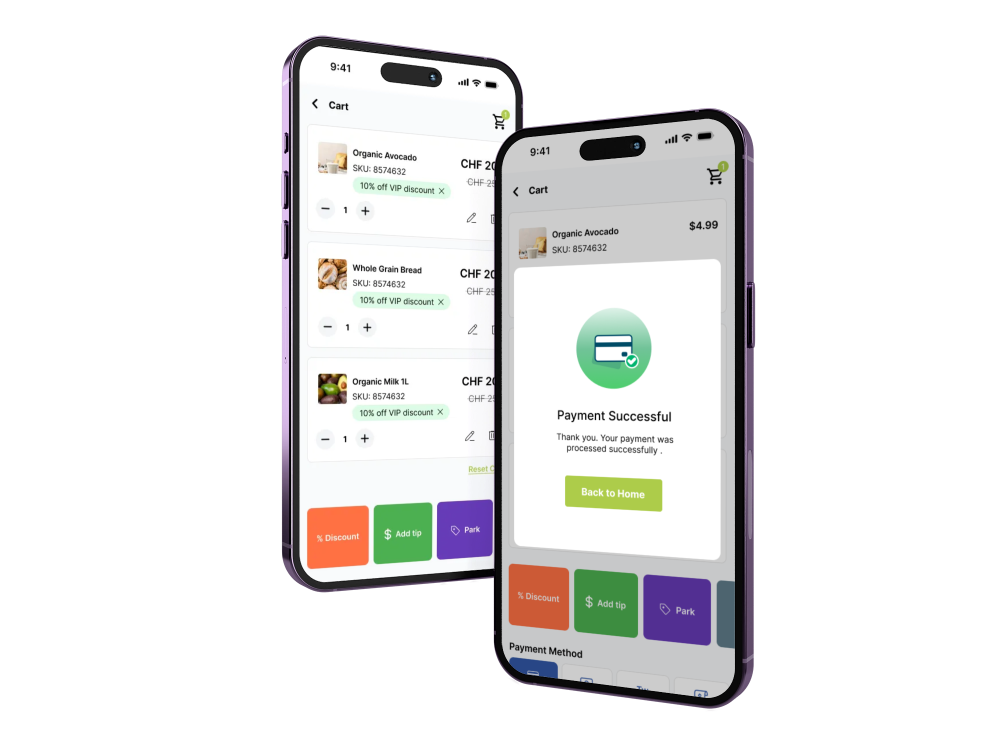 9:41
Cart
1
Organic Avocado
CHF 20
SKU: 8574632
CHF 25
10% off VIP discount ×
1
Whole Grain Bread
CHF 20
SKU: 8574632
CHF 25
10% off VIP discount ×
1
Organic Milk 1L
CHF 20
SKU: 8574632
CHF 25
10% off VIP discount ×
1
Reset
% Discount
$ Add tip
Park
9:41
Cart
1
Organic Avocado
$4.99
SKU: 8574632
Payment Successful
Thank you. Your payment was
processed successfully .
Back to Home
% Discount
$ Add tip
Park
Payment Method